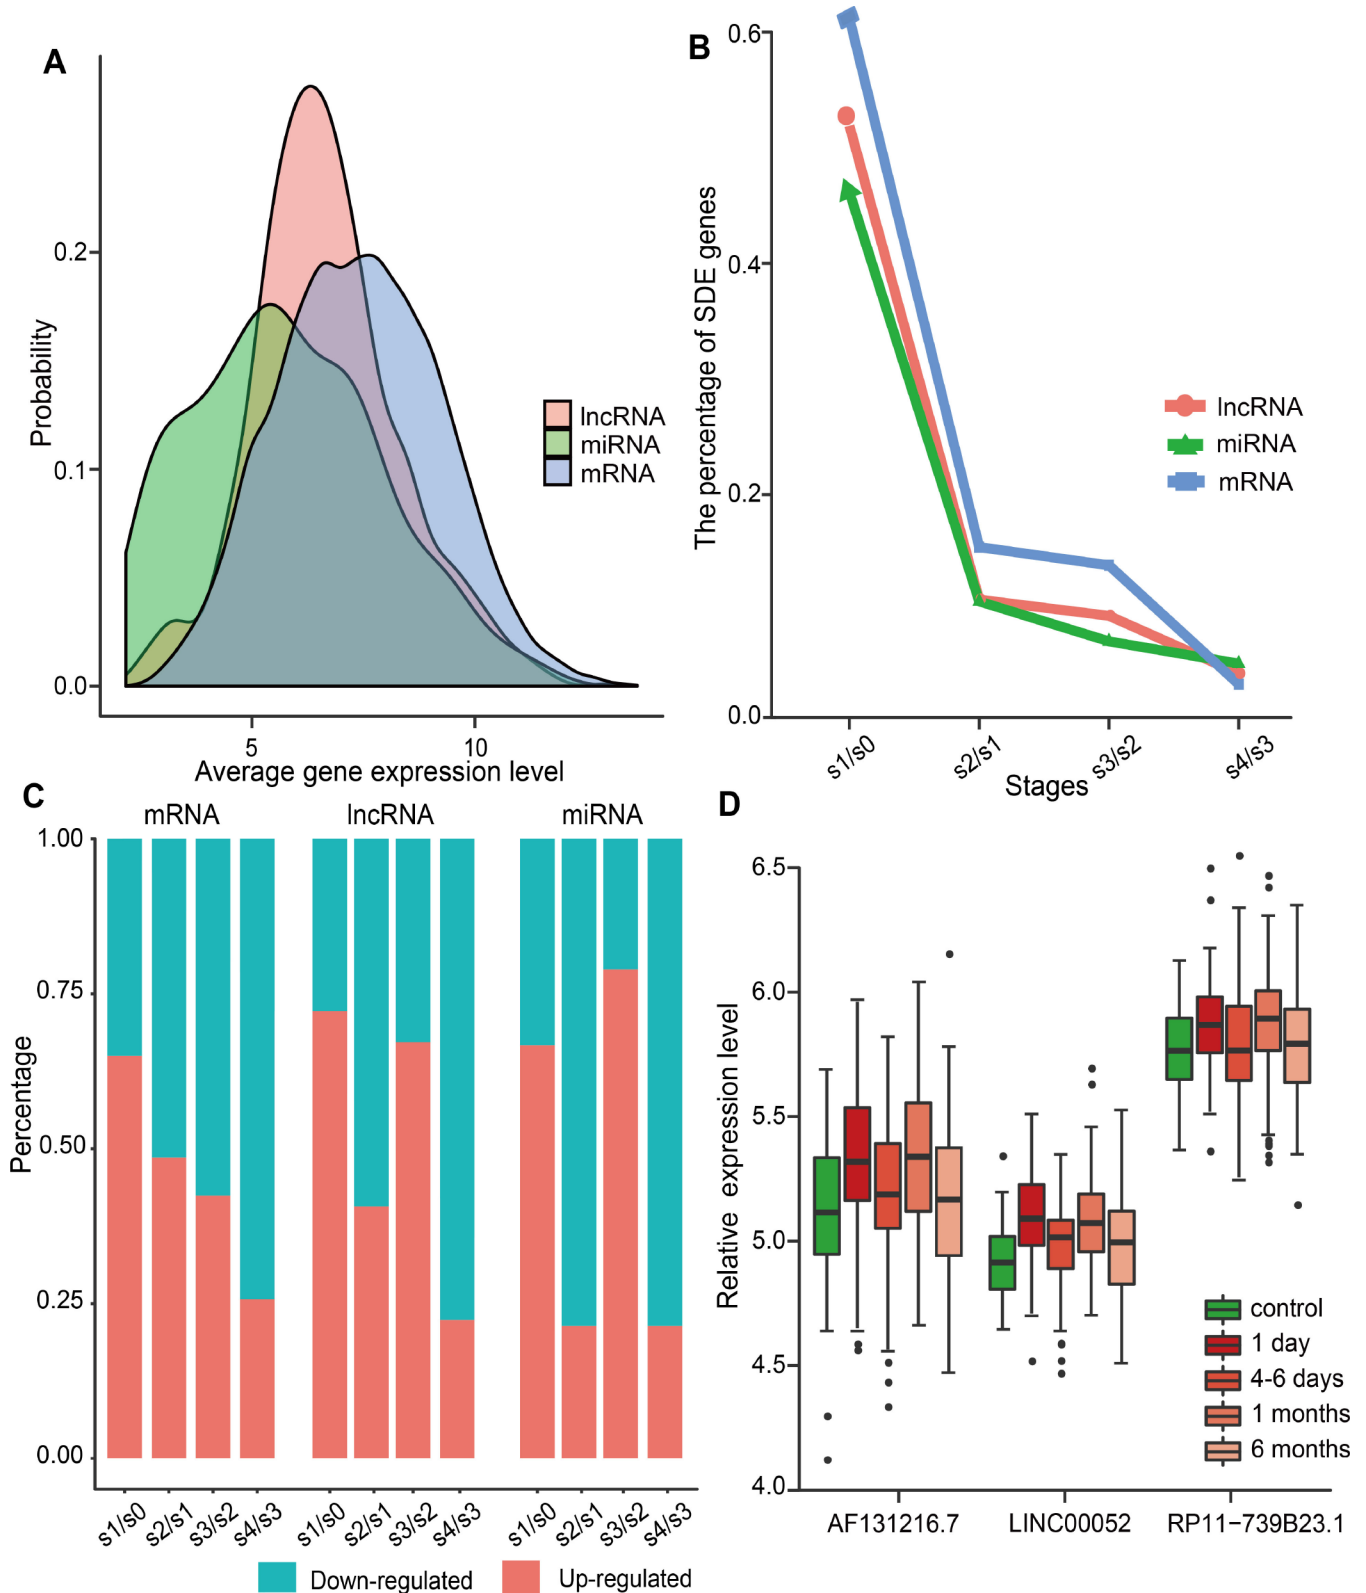 A
0.2
0.1
0.0
Probability
5
10
Average gene expression level
lncRNA
miRNA
mRNA
B
0.6
0.4
0.2
0.0
The percentage of SDE genes
s1/s0
s2/s1
s3/s2
s4/s3
Stages
lncRNA
miRNA
mRNA
C
mRNA
lncRNA
miRNA
1.00
0.75
0.50
0.25
0.00
Percentage
s1/s0
s2/s1
s3/s2
s4/s3
s1/s0
s2/s1
s3/s2
s4/s3
s1/s0
s2/s1
s3/s2
s4/s3
Down-regulated
Up-regulated
D
6.5
6.0
5.5
5.0
4.5
4.0
Relative expression level
AF131216.7
LINC00052
RP11-739B23.1
control
1 day
4-6 days
1 months
6 months